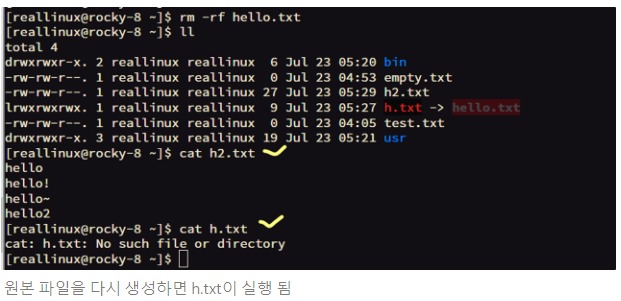 [reallinux@rocky-8 ~]$ rm -rf hello.txt
[reallinux@rocky-8 ~]$ ll
total 4
drwxrwxr-x. 2 reallinux reallinux  6 Jul 23 05:20 bin
-rw-rw-r--. 1 reallinux reallinux  0 Jul 23 04:53 empty.txt
-rw-rw-r--. 1 reallinux reallinux 27 Jul 23 05:29 h2.txt
lrwxrwxrwx. 1 reallinux reallinux  9 Jul 23 05:27 h.txt -> hello.txt
-rw-rw-r--. 1 reallinux reallinux  0 Jul 23 04:05 test.txt
drwxrwxr-x. 3 reallinux reallinux 19 Jul 23 05:21 usr
[reallinux@rocky-8 ~]$ cat h2.txt
hello
hello!
hello~
hello2
[reallinux@rocky-8 ~]$ cat h.txt
cat: h.txt: No such file or directory
[reallinux@rocky-8 ~]$
원본 파일을 다시 생성하면 h.txt이 실행 됨